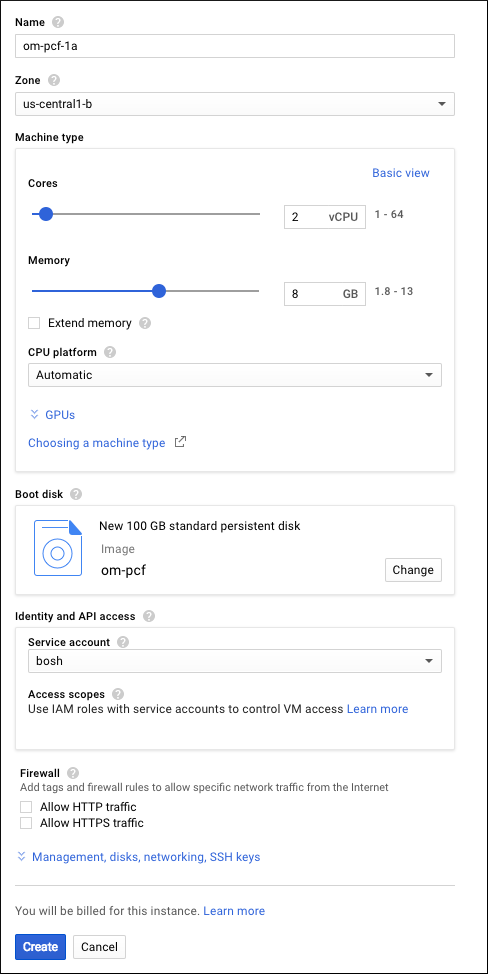 Name ?
om-pcf-1a
Zone ?
us-central1-b
Machine type
Basic view
Cores
2 vCPU 1 - 64
Memory
8 GB 1.8 - 13
Extend memory ?
CPU platform ?
Automatic
GPUs
Choosing a machine type
Boot disk ?
New 100 GB standard persistent disk
Image
om-pcf
Change
Identity and API access ?
Service account ?
bosh
Access scopes ?
Use IAM roles with service accounts to control VM access Learn more
Firewall ?
Add tags and firewall rules to allow specific network traffic from the Internet
Allow HTTP traffic
Allow HTTPS traffic
Management, disks, networking, SSH keys
You will be billed for this instance. Learn more
Create Cancel